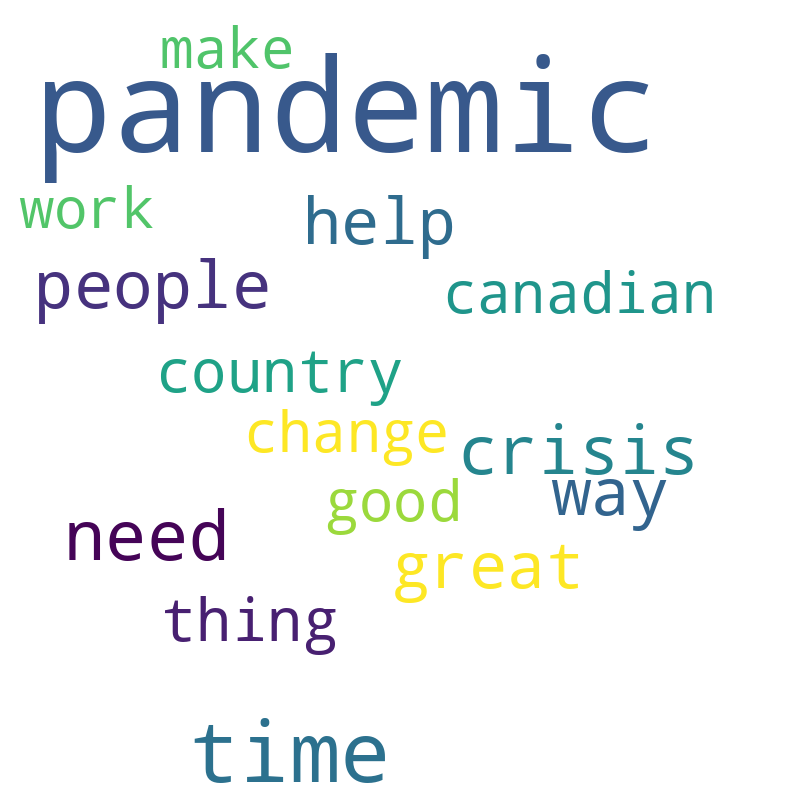 make
pandemic
work
help
people
canadian
country
change
crisis
good
way
need
great
thing
time